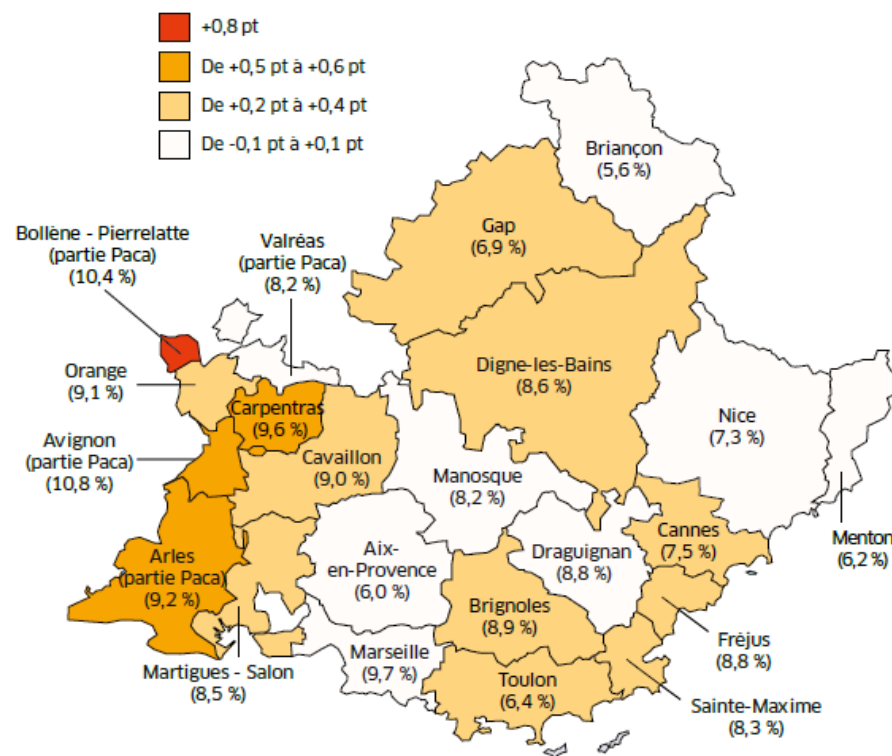 +0,8 pt
De +0,5 pt à +0,6 pt
De +0,2 pt à +0,4 pt
De -0,1 pt à +0,1 pt
Briançon
(5,6 %)
Gap
(6,9 %)
Bollène - Pierrelatte
(partie Paca)
(10,4 %)
Valréas
(partie Paca)
(8,2 %)
Orange
(9,1 %)
Digne-les-Bains
(8,6 %)
Carpentras
(9,6 %)
Nice
(7,3 %)
Avignon
(partie Paca)
(10,8 %)
Cavaillon
(9,0 %)
Manosque
(8,2 %)
Menton
(6,2 %)
Cannes
(7,5 %)
Arles
(partie Paca)
(9,2 %)
Aix-
en-Provence
(6,0 %)
Draguignan
(8,8 %)
Brignoles
(8,9 %)
Fréjus
(8,8 %)
Marseille
(9,7 %)
Martigues - Salon
(8,5 %)
Toulon
(6,4 %)
Sainte-Maxime
(8,3 %)